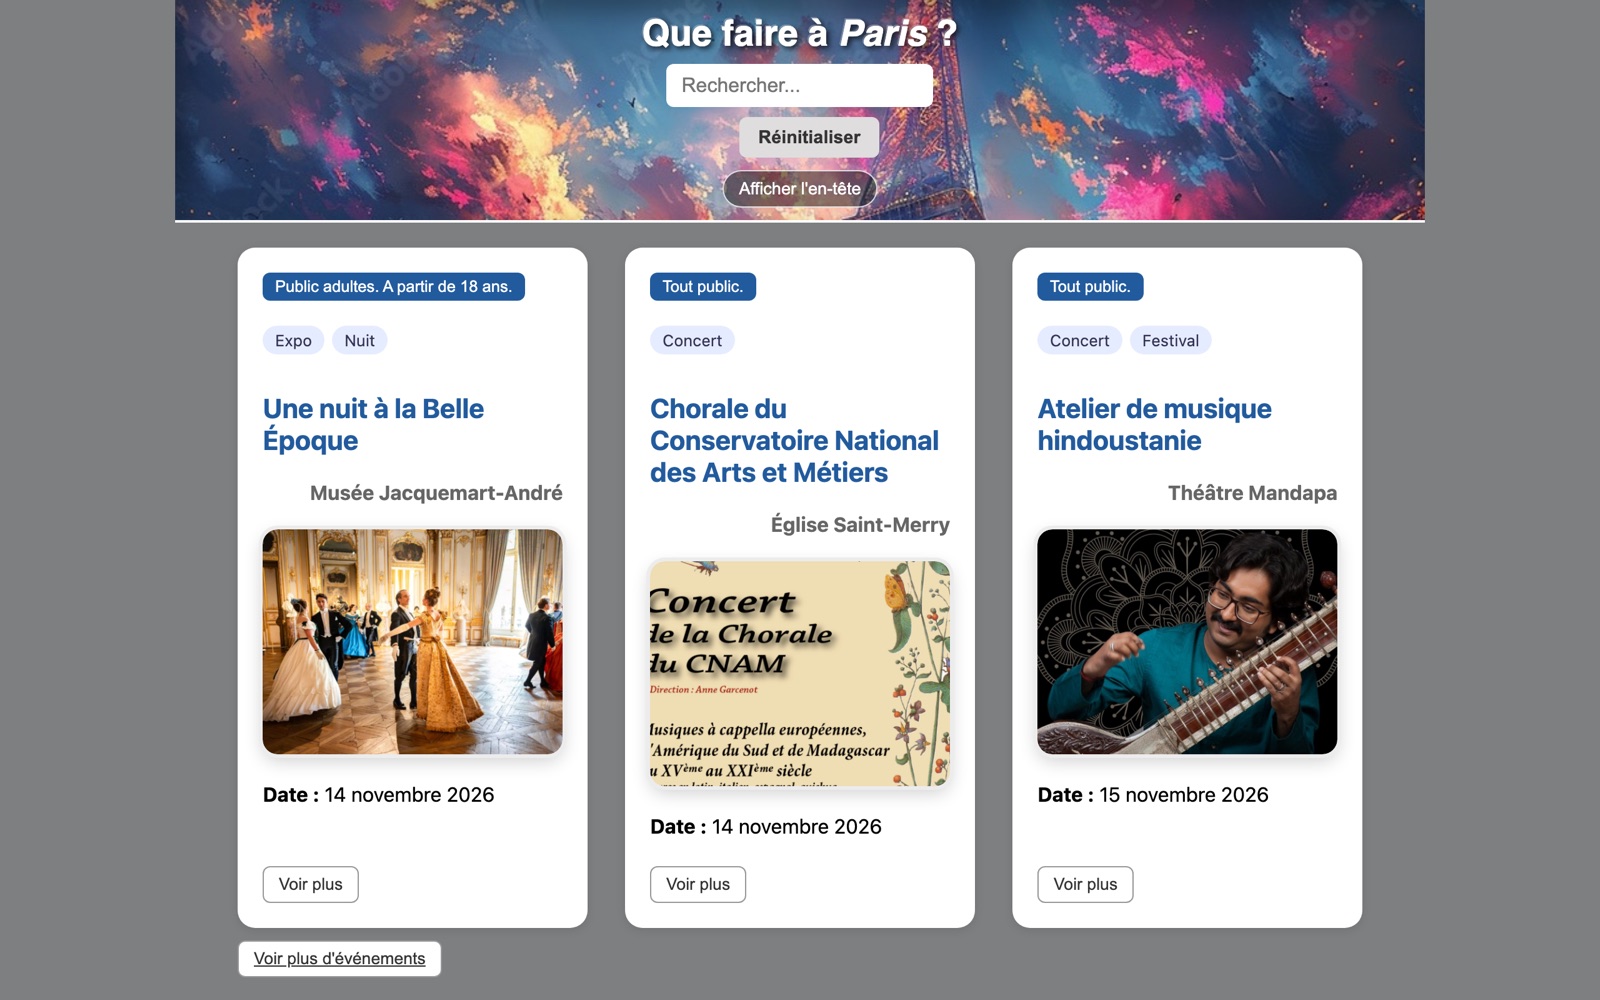 Que faire à Paris ?
Rechercher...
Réinitialiser
Afficher l'en-tête
Public adultes. A partir de 18 ans.
Expo
Nuit
Une nuit à la Belle
Époque
Musée Jacquemart-André
Date : 14 novembre 2026
Voir plus
Tout public.
Concert
Chorale du
Conservatoire National
des Arts et Métiers
Église Saint-Merry
Concert
de la Chorale
du CNAM
Direction : Anne Garcenot
Musiques à cappella européennes,
d'Amérique du Sud et de Madagascar
du XVème au XXIème siècle
Date : 14 novembre 2026
Voir plus
Tout public.
Concert
Festival
Atelier de musique
hindoustanie
Théâtre Mandapa
Date : 15 novembre 2026
Voir plus
Voir plus d'événements